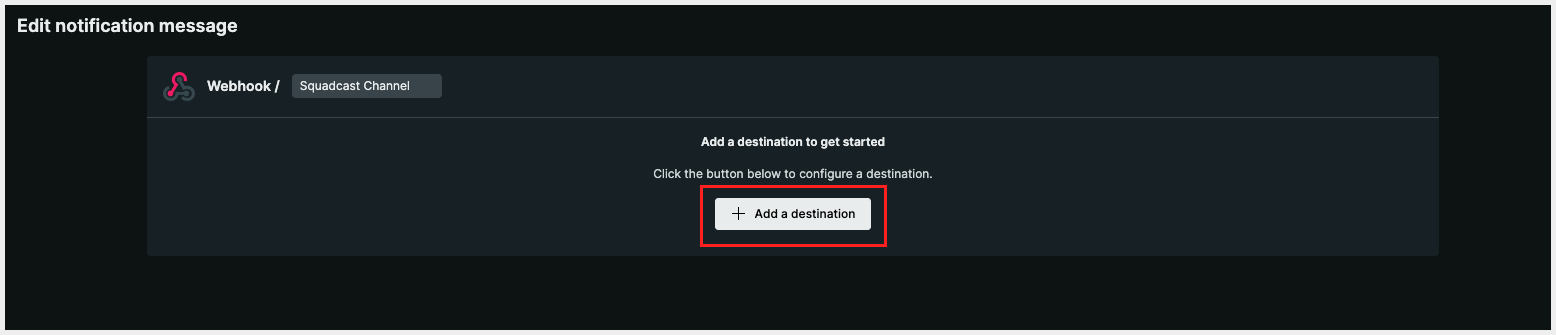 Edit notification message
Webhook / Squadcast Channel
Add a destination to get started
Click the button below to configure a destination.
Add a destination